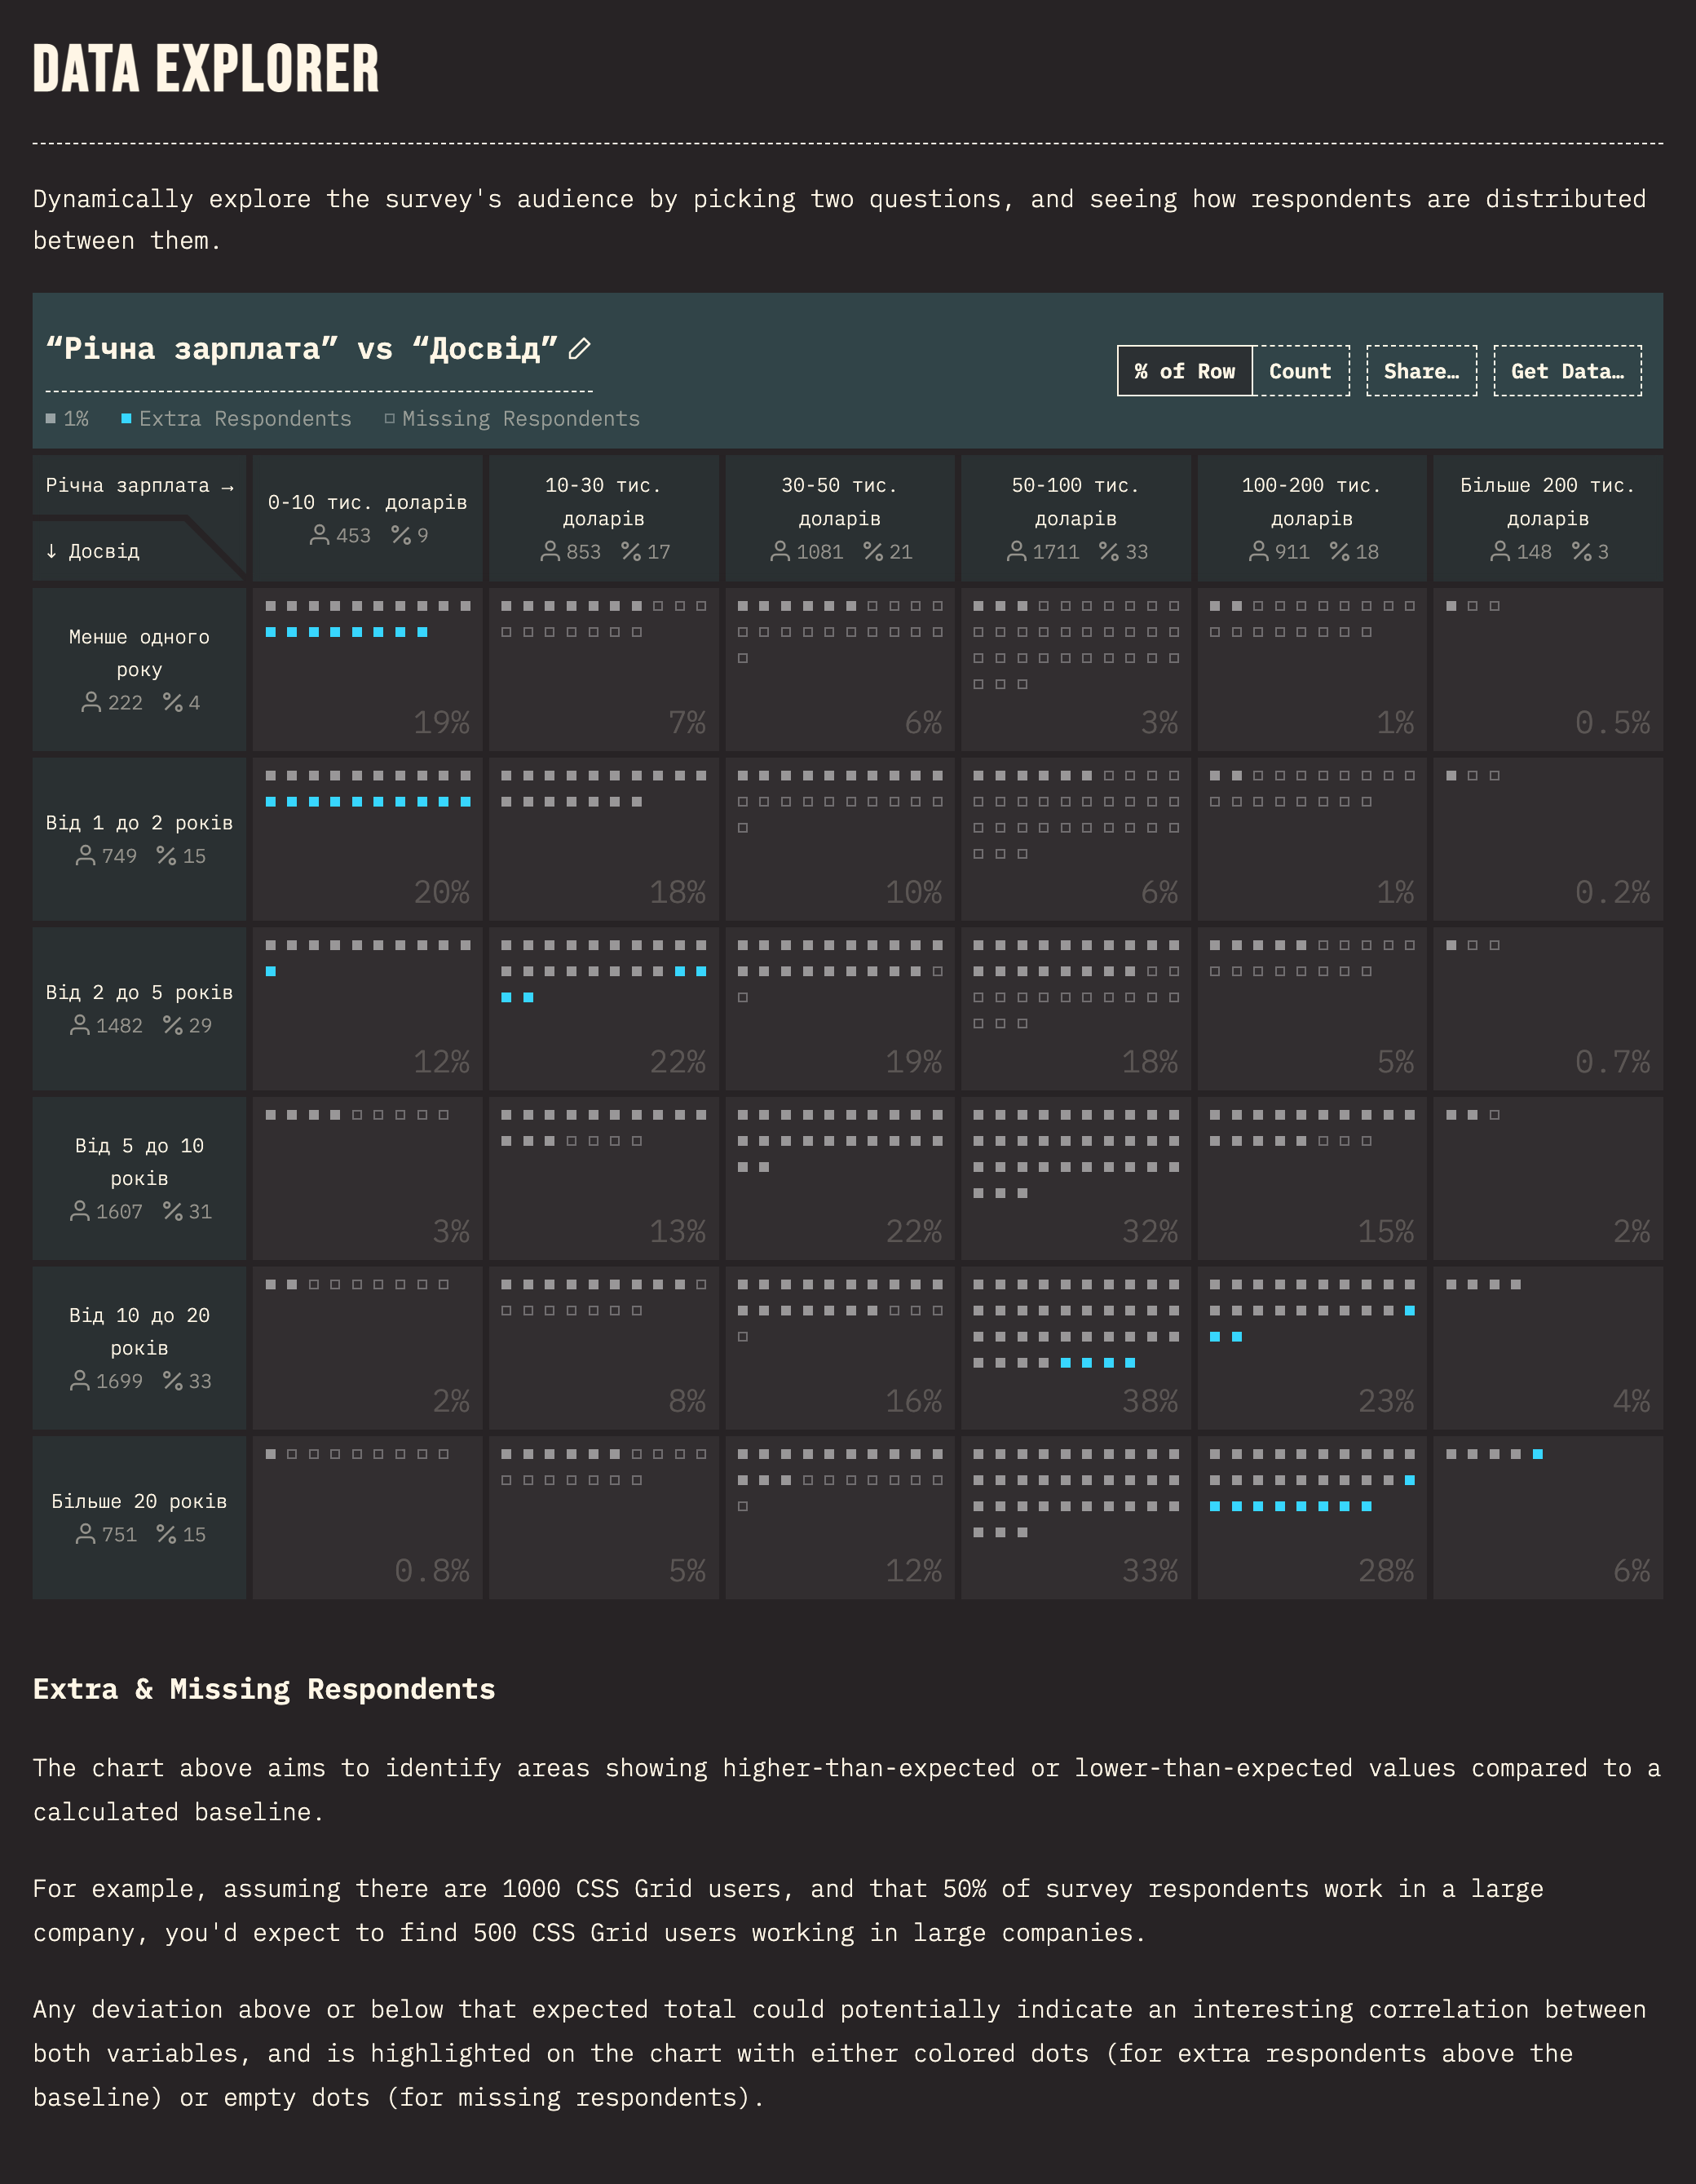 DATA EXPLORER
Dynamically explore the survey's audience by picking two questions, and seeing how respondents are distributed
between them.
“Річна зарплата” vs “Досвід”
% of Row
Count
Share…
Get Data…
1%
Extra Respondents
Missing Respondents
Річна зарплата →
↓ Досвід
0-10 тис. доларів
453 % 9
10-30 тис.
доларів
853 % 17
30-50 тис.
доларів
1081 % 21
50-100 тис.
доларів
1711 % 33
100-200 тис.
доларів
911 % 18
Більше 200 тис.
доларів
148 % 3
Менше одного
року
222 % 4
19%
7%
6%
3%
1%
0.5%
Від 1 до 2 років
749 % 15
20%
18%
10%
6%
1%
0.2%
Від 2 до 5 років
1482 % 29
12%
22%
19%
18%
5%
0.7%
Від 5 до 10
років
1607 % 31
3%
13%
22%
32%
15%
2%
Від 10 до 20
років
1699 % 33
2%
8%
16%
38%
23%
4%
Більше 20 років
751 % 15
0.8%
5%
12%
33%
28%
6%
Extra & Missing Respondents
The chart above aims to identify areas showing higher-than-expected or lower-than-expected values compared to a
calculated baseline.
For example, assuming there are 1000 CSS Grid users, and that 50% of survey respondents work in a large
company, you'd expect to find 500 CSS Grid users working in large companies.
Any deviation above or below that expected total could potentially indicate an interesting correlation between
both variables, and is highlighted on the chart with either colored dots (for extra respondents above the
baseline) or empty dots (for missing respondents).